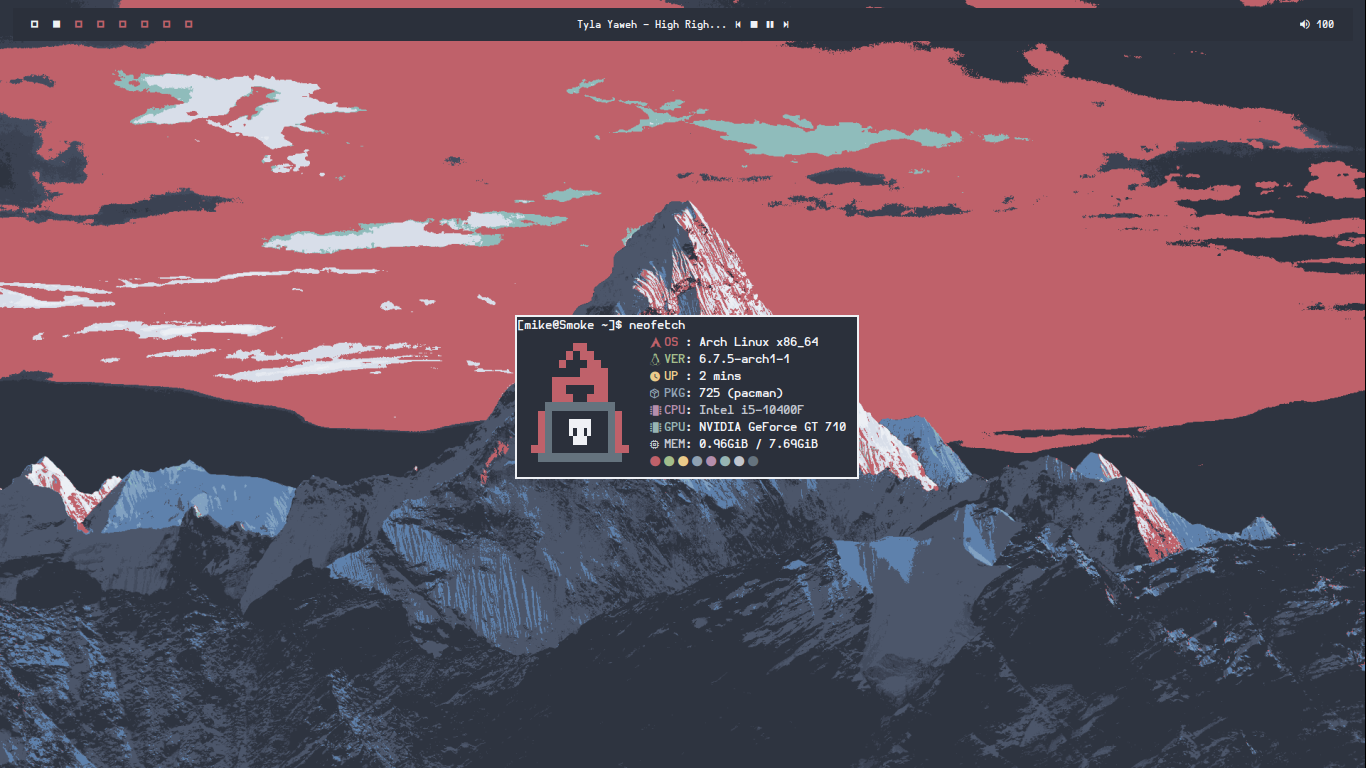 Tyla Yaweh - High Righ...
100
[mike@Smoke ~]$ neofetch
OS : Arch Linux x86_64
VER: 6.7.5-arch1-1
UP : 2 mins
PKG: 725 (pacman)
CPU: Intel i5-10400F
GPU: NVIDIA GeForce GT 710
MEM: 0.96GiB / 7.69GiB